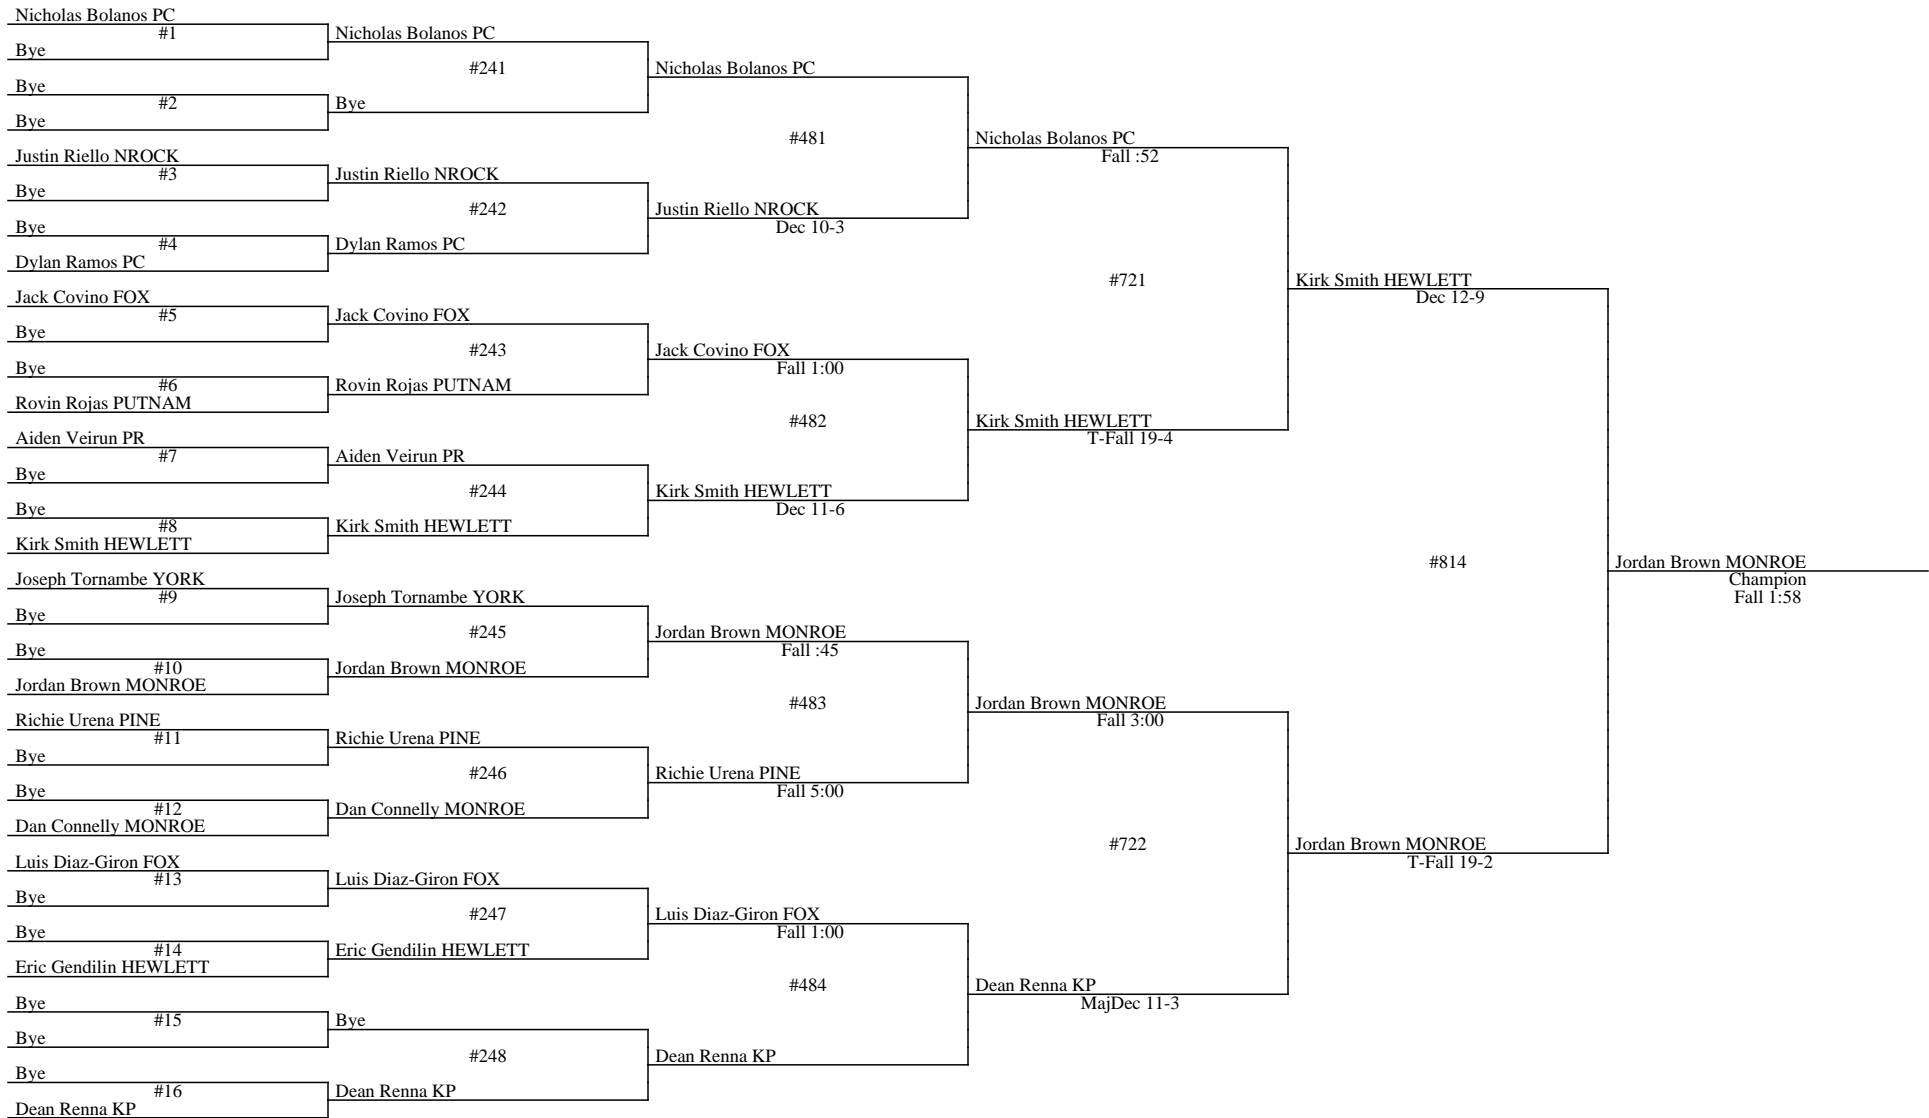 Nicholas Bolanos PC
#1
Bye
Bye
#2
Bye
Justin Riello NROCK
#3
Bye
Bye
#4
Dylan Ramos PC
Jack Covino FOX
#5
Bye
Bye
#6
Rovin Rojas PUTNAM
Aiden Veirun PR
#7
Bye
Bye
#8
Kirk Smith HEWLETT
Joseph Tornambe YORK
#9
Bye
Bye
#10
Jordan Brown MONROE
Richie Urena PINE
#11
Bye
Bye
#12
Dan Connelly MONROE
Luis Diaz-Giron FOX
#13
Bye
Bye
#14
Eric Gendilin HEWLETT
Bye
#15
Bye
Bye
#16
Dean Renna KP
Nicholas Bolanos PC
#241
Bye
Justin Riello NROCK
#242
Dylan Ramos PC
Jack Covino FOX
#243
Rovin Rojas PUTNAM
Aiden Veirun PR
#244
Kirk Smith HEWLETT
Joseph Tornambe YORK
#245
Jordan Brown MONROE
Richie Urena PINE
#246
Dan Connelly MONROE
Luis Diaz-Giron FOX
#247
Eric Gendilin HEWLETT
Bye
#248
Dean Renna KP
Nicholas Bolanos PC
#481
Justin Riello NROCK
Dec 10-3
Jack Covino FOX
Fall 1:00
#482
Kirk Smith HEWLETT
Dec 11-6
Jordan Brown MONROE
Fall :45
#483
Richie Urena PINE
Fall 5:00
Luis Diaz-Giron FOX
Fall 1:00
#484
Dean Renna KP
Nicholas Bolanos PC
Fall :52
#721
Kirk Smith HEWLETT
T-Fall 19-4
Jordan Brown MONROE
Fall 3:00
#722
Dean Renna KP
MajDec 11-3
Kirk Smith HEWLETT
Dec 12-9
#814
Jordan Brown MONROE
T-Fall 19-2
Jordan Brown MONROE
Champion
Fall 1:58